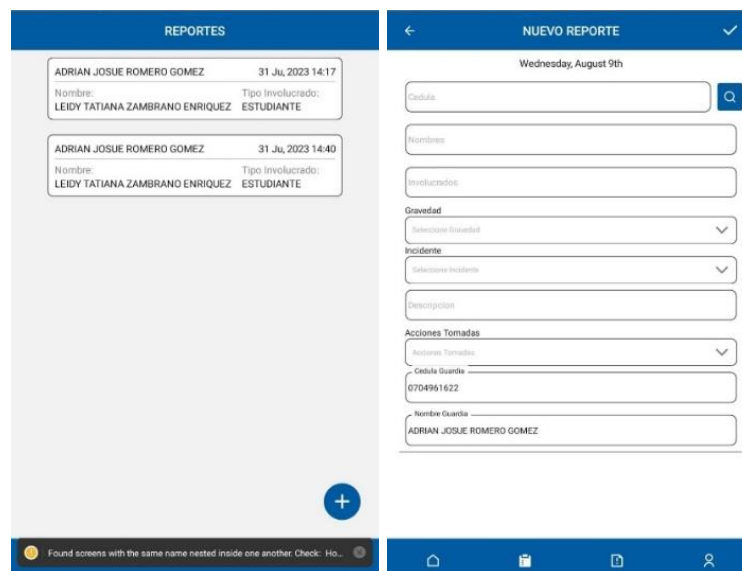 REPORTES
ADRIAN JOSUE ROMERO GOMEZ 31 Ju, 2023 14:17
Nombre: Tipo Involucrado:
LEIDY TATIANA ZAMBRANO ENRIQUEZ ESTUDIANTE
ADRIAN JOSUE ROMERO GOMEZ 31 Ju, 2023 14:40
Nombre: Tipo Involucrado:
LEIDY TATIANA ZAMBRANO ENRIQUEZ ESTUDIANTE
+
Found screens with the same name nested inside one another. Check: Ho...
NUEVO REPORTE
Wednesday, August 9th
Cedula
Nombres
Involucrados
Gravedad
Seleccione Gravedad
Incidente
Seleccione Incidente
Descripcion
Acciones Tomadas
Acciones Tomadas
Cedula Guardia
0704961622
Nombre Guardia
ADRIAN JOSUE ROMERO GOMEZ